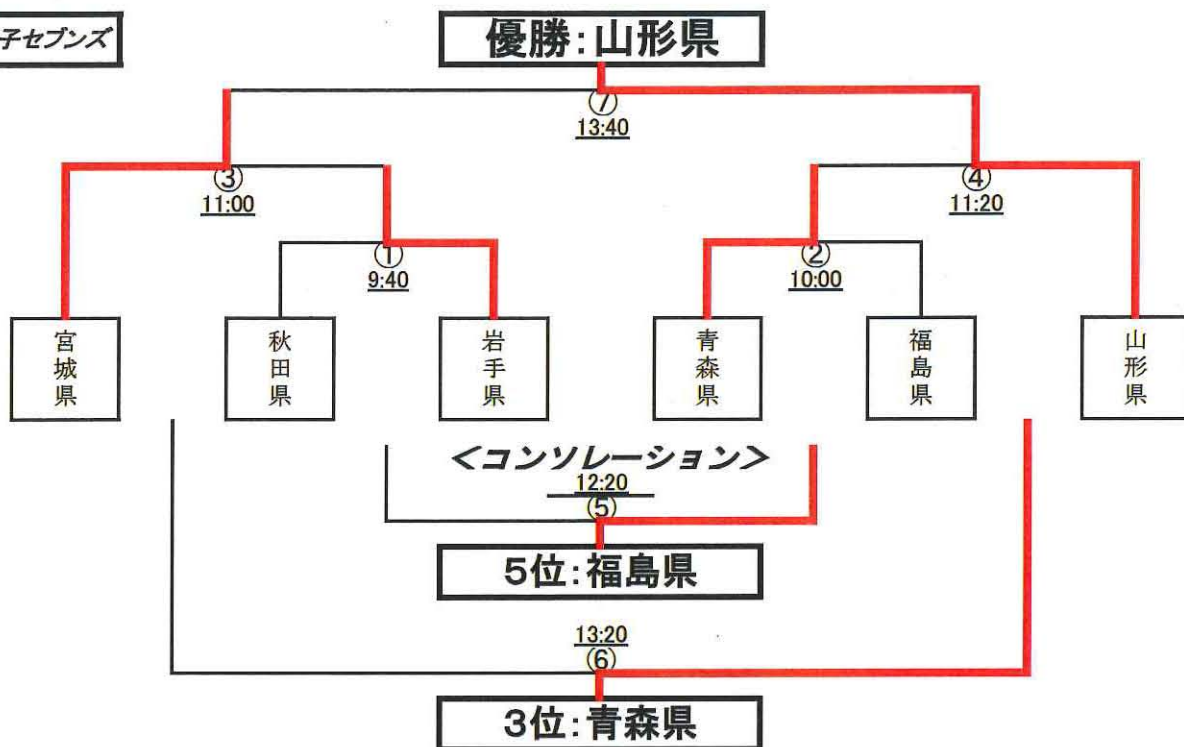 子セブンズ
優勝：山形県
⑦
13:40
③
11:00
④
11:20
①
9:40
②
10:00
宮城県
秋田県
岩手県
青森県
福島県
山形県
＜コンソレーション＞
12:20
⑤
5位：福島県
13:20
⑥
3位：青森県